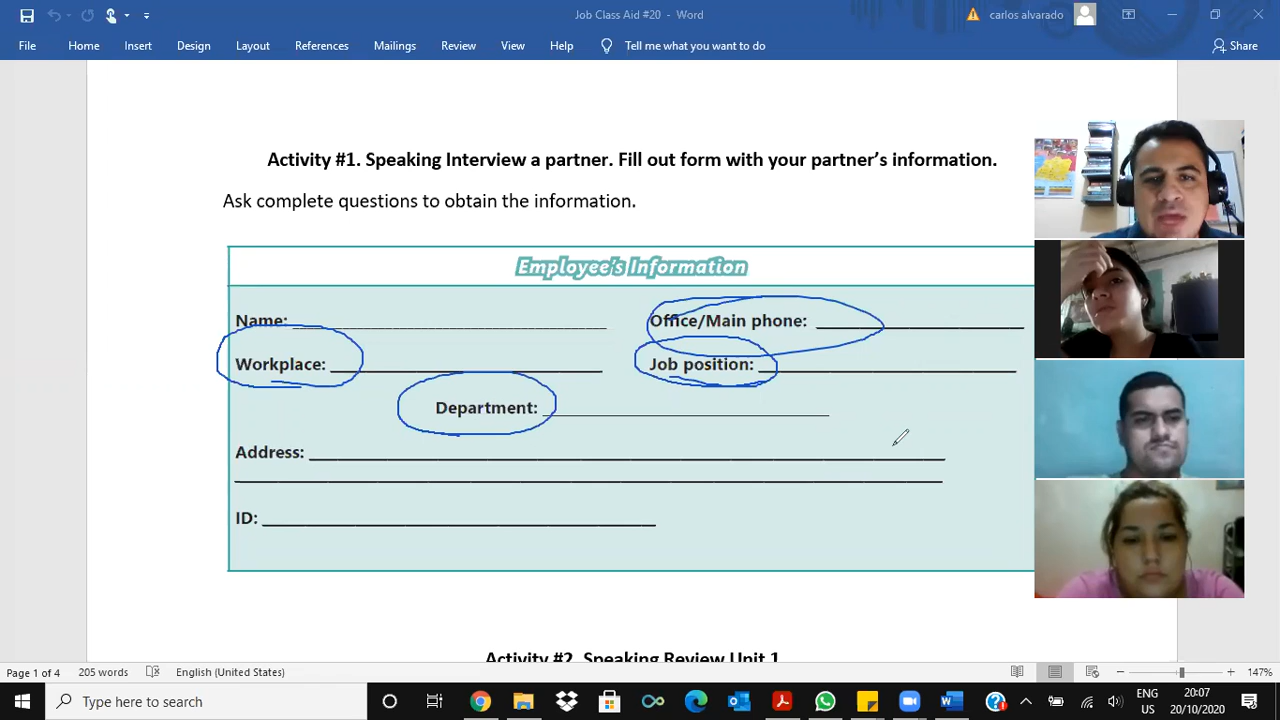 Job Class Aid #20 - Word
carlos alvarado
File Home Insert Design Layout References Mailings Review View Help Tell me what you want to do Share
Activity #1. Speaking Interview a partner. Fill out form with your partner’s information.
Ask complete questions to obtain the information.
Employee's Information
Name: Office/Main phone:
Workplace: Job position:
Department:
Address:
ID:
Activity #2. Speaking Review Unit 1
Page 1 of 4 205 words English (United States) 147%
Type here to search
ENG 20:07
US 20/10/2020